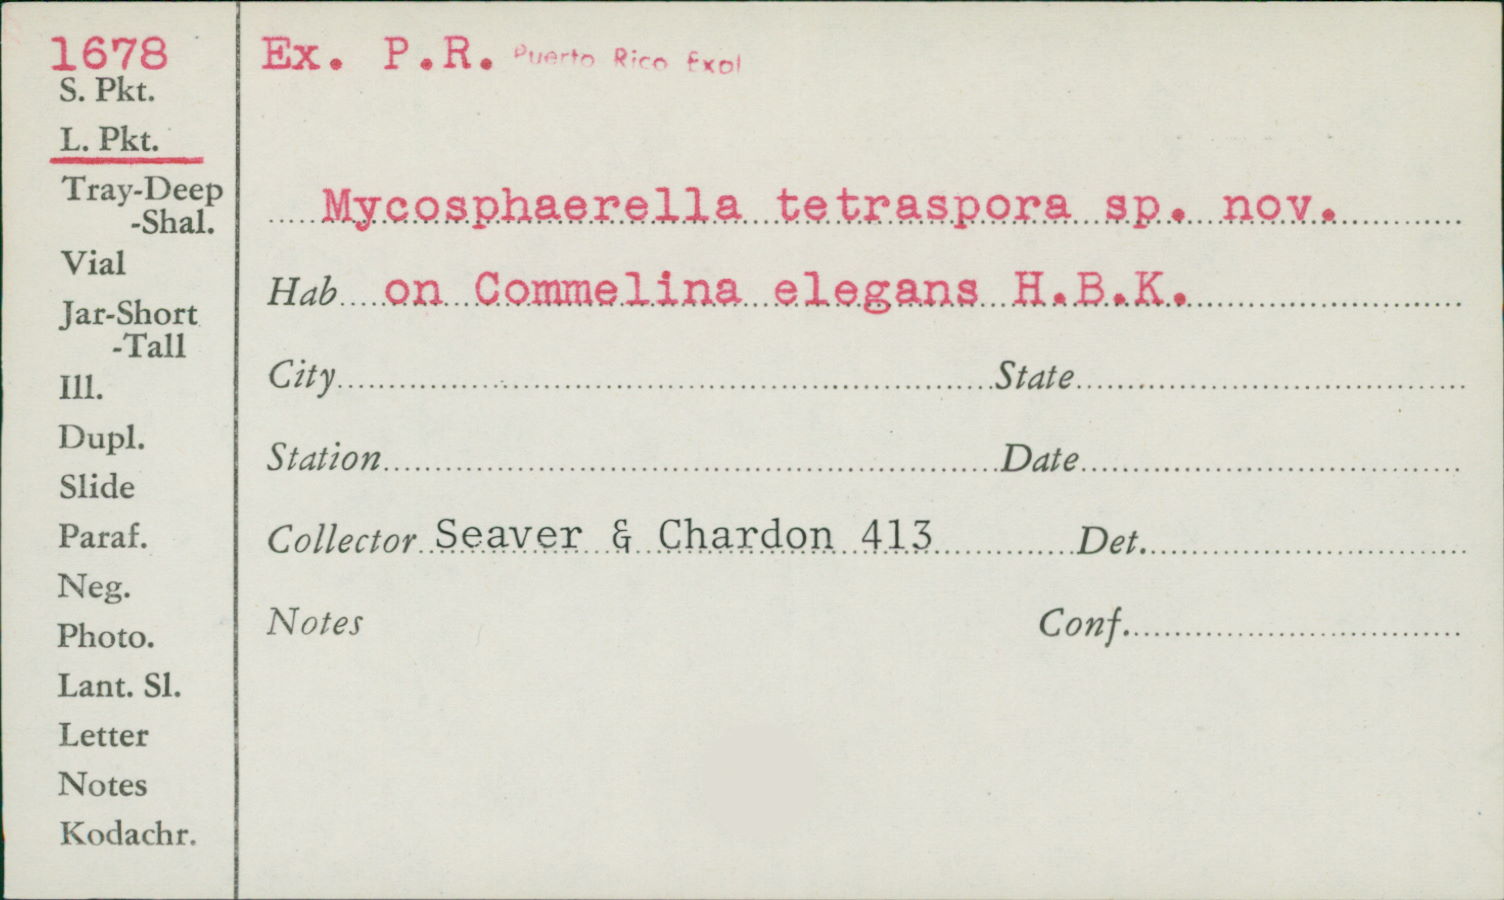 1678
S. Pkt.
L. Pkt.
Tray-Deep
-Shal.
Vial
Jar-Short
-Tall
Ill.
Dupl.
Slide
Paraf.
Neg.
Photo.
Lant. Sl.
Letter
Notes
Kodachr.
Ex. P.R. Puerto Rico Expl
Mycosphaerella tetraspora sp. nov.
Hab on Commelina elegans H.B.K.
City State
Station Date
Collector Seaver & Chardon 413 Det.
Notes Conf.